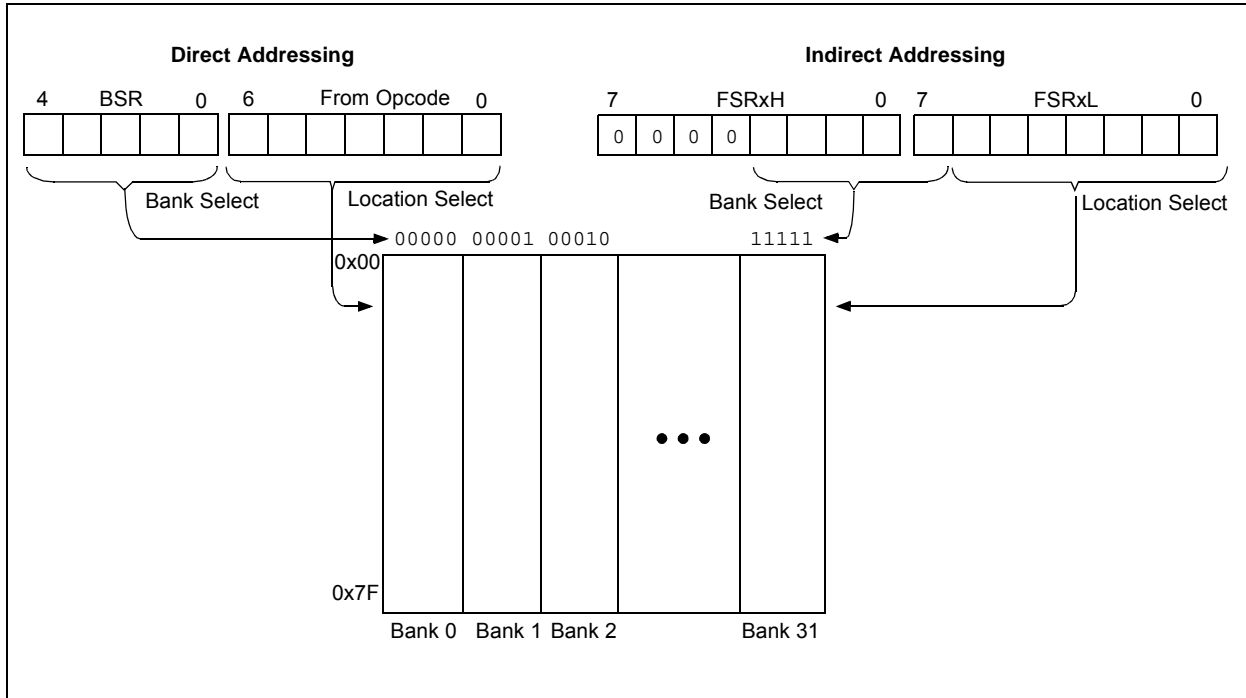 Direct Addressing Indirect Addressing
4 BSR 0 6 From Opcode 0 7 FSRxH 0 7 FSRxL 0
0 0 0 0
Bank Select Location Select Bank Select Location Select
00000 00001 00010 11111
0x00
0x7F
Bank 0 Bank 1 Bank 2 Bank 31